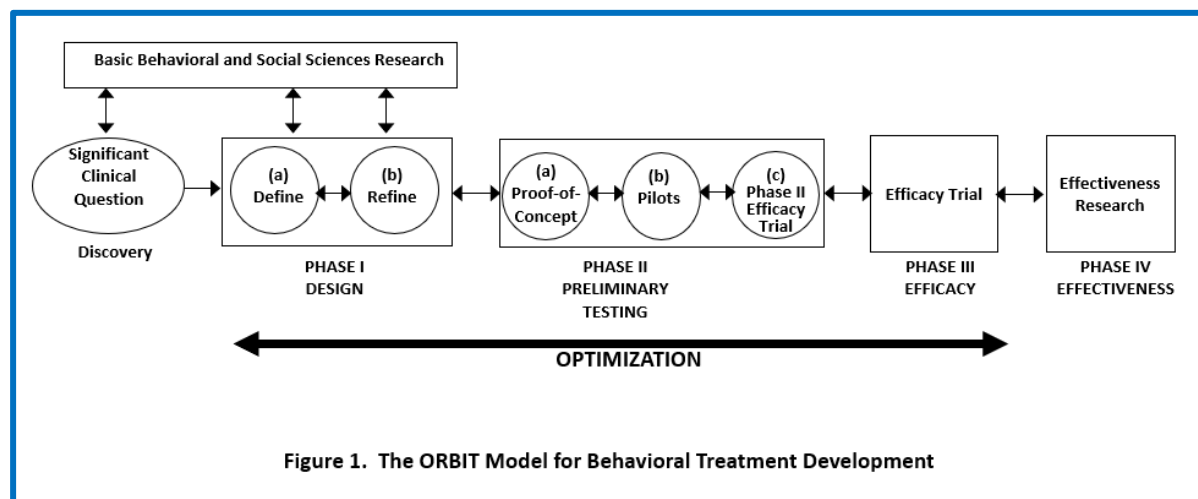 Basic Behavioral and Social Sciences Research
Significant
Clinical
Question
Discovery
(a)
Define
(b)
Refine
PHASE I
DESIGN
(a)
Proof-of-
Concept
(b)
Pilots
(c)
Phase II
Efficacy
Trial
PHASE II
PRELIMINARY
TESTING
Efficacy Trial
PHASE III
EFFICACY
Effectiveness
Research
PHASE IV
EFFECTIVENESS
OPTIMIZATION
Figure 1. The ORBIT Model for Behavioral Treatment Development